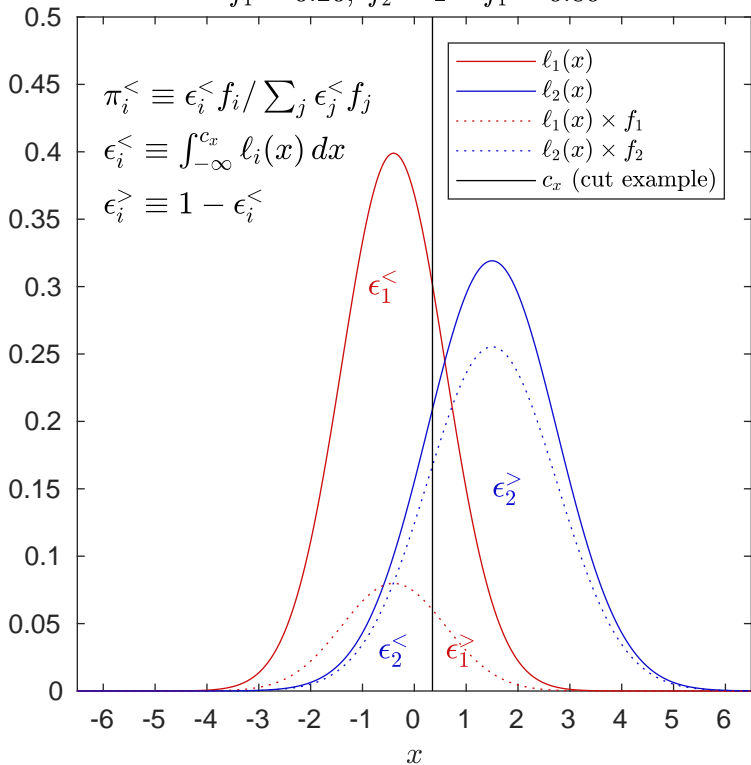 0.5
0.45
0.4
0.35
0.3
0.25
0.2
0.15
0.1
0.05
0
π_i^< ≡ ϵ_i^< f_i / ∑_j ϵ_j^< f_j
ϵ_i^< ≡ ∫_{-∞}^{c_x} ℓ_i(x) dx
ϵ_i^> ≡ 1 − ϵ_i^<
ℓ_1(x)
ℓ_2(x)
ℓ_1(x) × f_1
ℓ_2(x) × f_2
c_x (cut example)
ϵ_1^<
ϵ_2^>
ϵ_2^<
ϵ_1^>
-6 -5 -4 -3 -2 -1 0 1 2 3 4 5 6
x